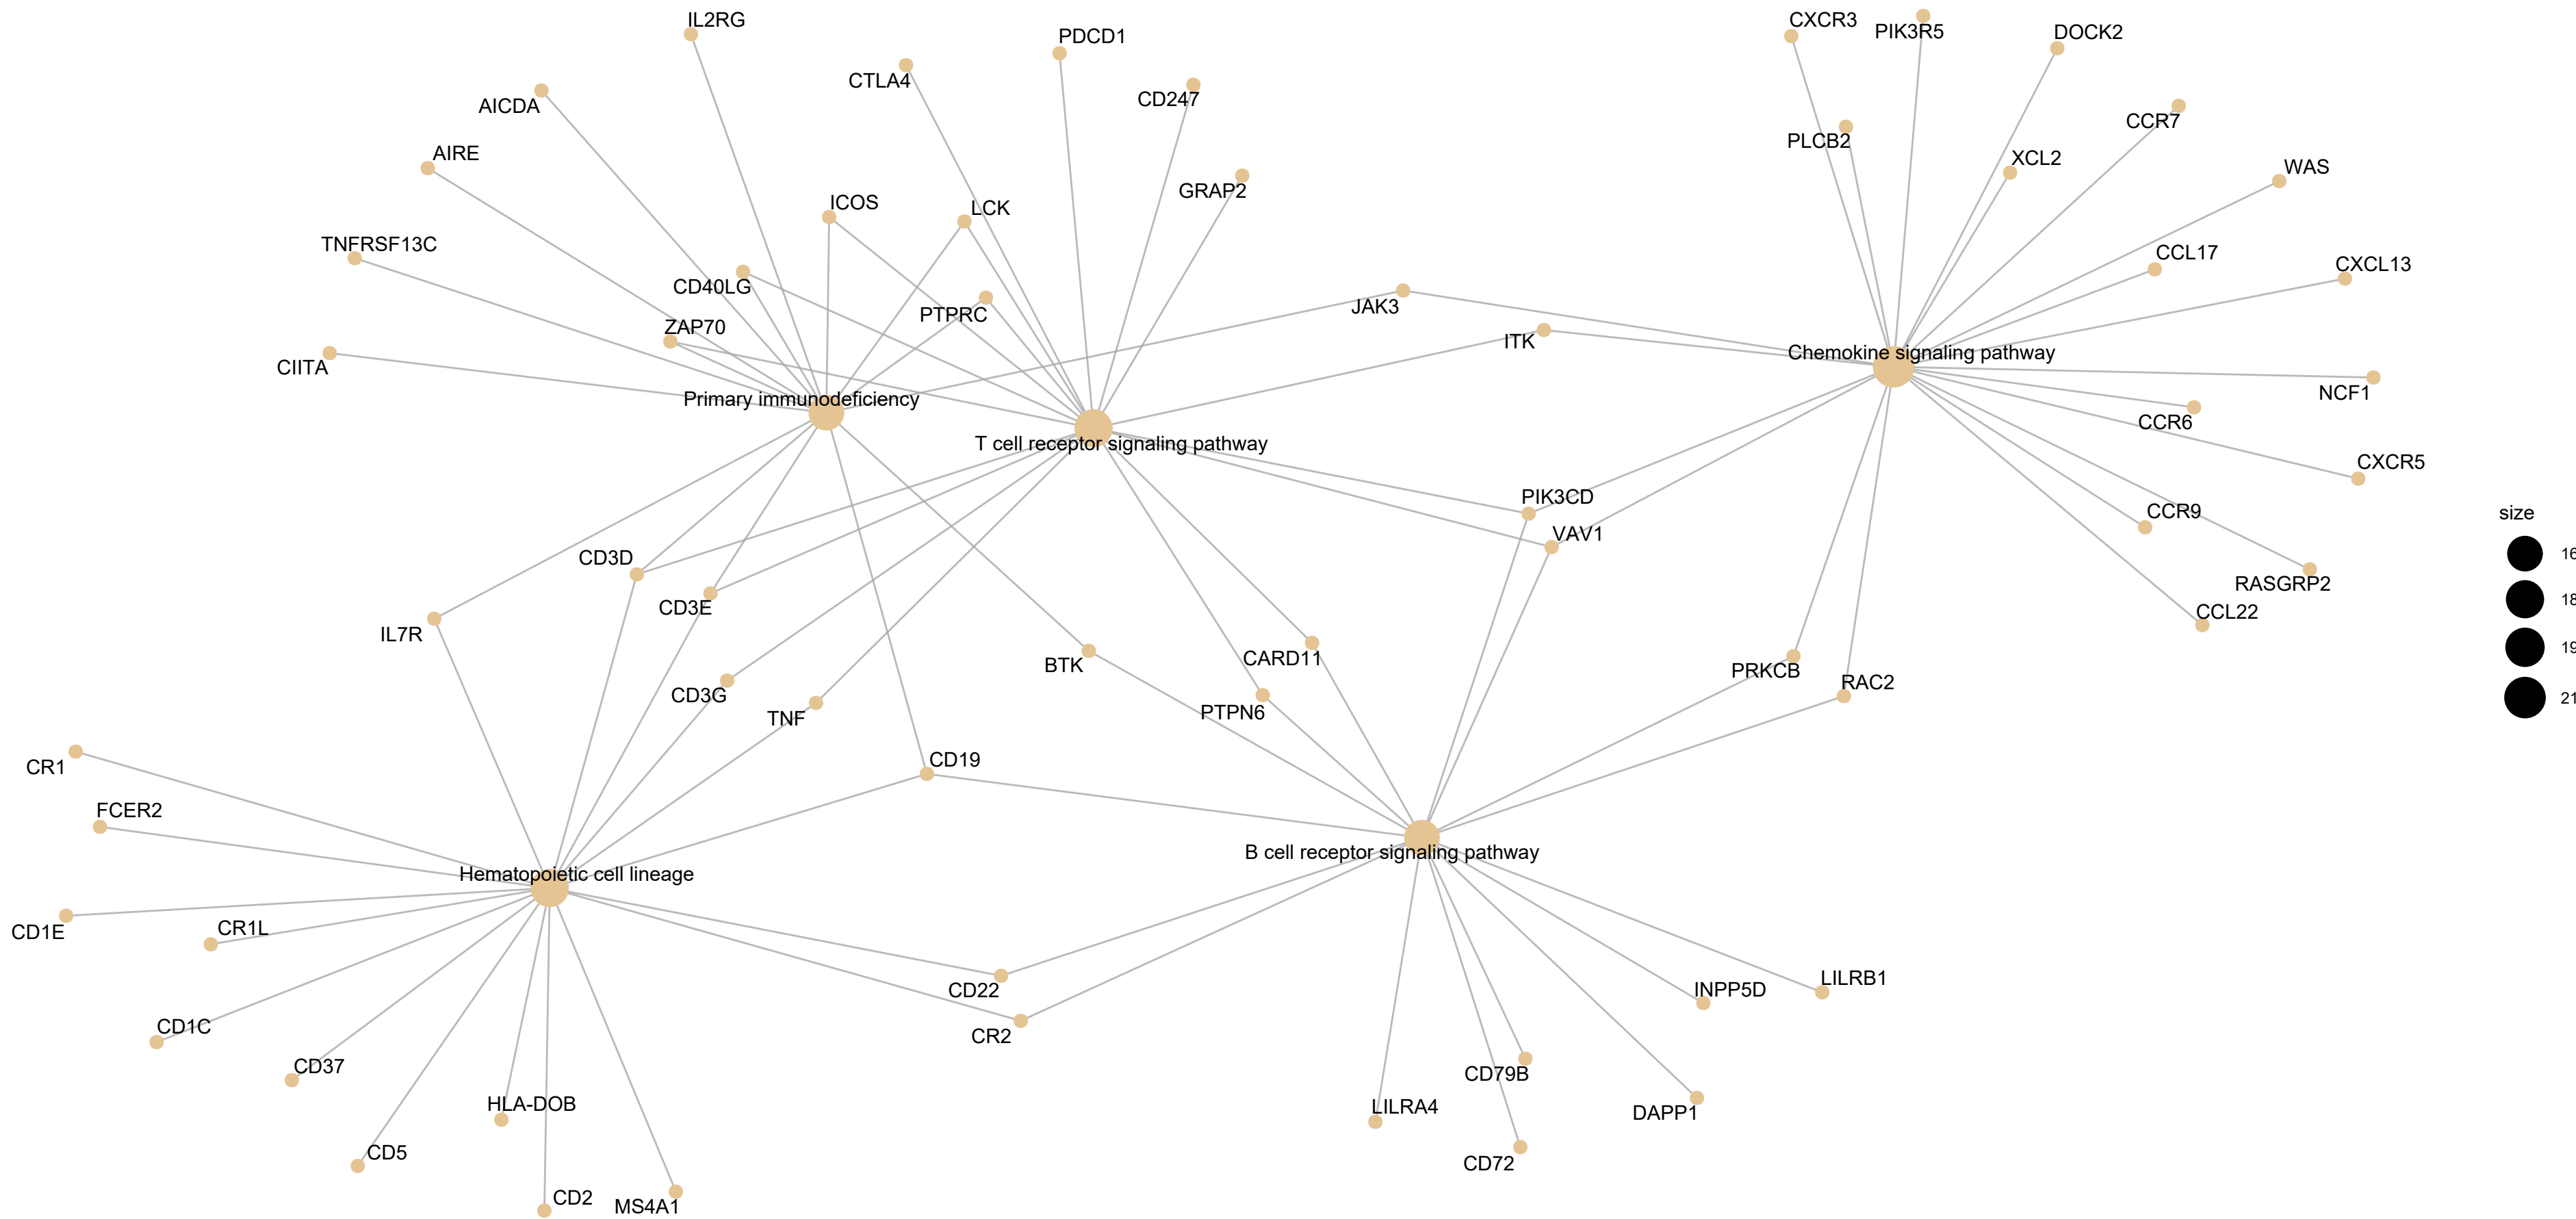 IL2RG
CXCR3
PIK3R5
DOCK2
PDCD1
CTLA4
CD247
AICDA
CCR7
PLCB2
AIRE
XCL2
WAS
GRAP2
ICOS
LCK
TNFRSF13C
CCL17
CXCL13
CD40LG
JAK3
PTPRC
ZAP70
ITK
Chemokine signaling pathway
CIITA
NCF1
Primary immunodeficiency
CCR6
T cell receptor signaling pathway
CXCR5
PIK3CD
CCR9
size
VAV1
16
CD3D
RASGRP2
18
CD3E
CCL22
IL7R
19
CARD11
BTK
PRKCB
RAC2
CD3G
21
PTPN6
TNF
CD19
CR1
FCER2
B cell receptor signaling pathway
Hematopoietic cell lineage
CR1L
CD1E
LILRB1
CD22
INPP5D
CD1C
CR2
CD37
CD79B
HLA-DOB
LILRA4
DAPP1
CD5
CD72
CD2
MS4A1